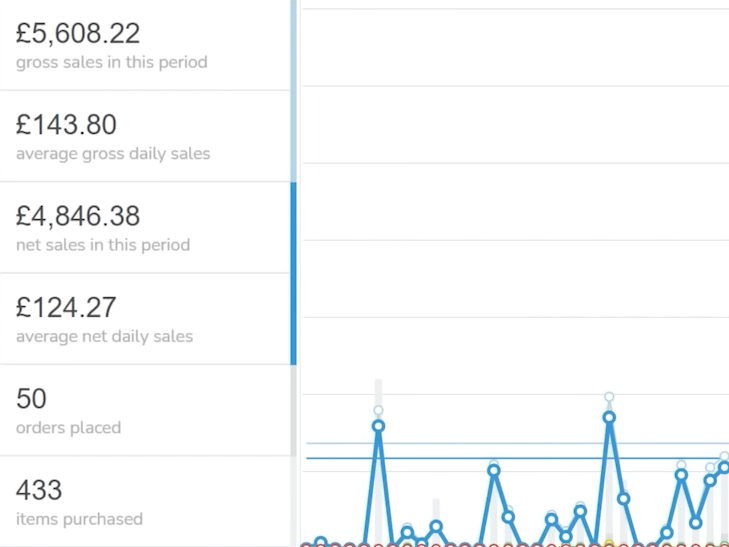 £5,608.22
gross sales in this period
£143.80
average gross daily sales
£4,846.38
net sales in this period
£124.27
average net daily sales
50
orders placed
433
items purchased